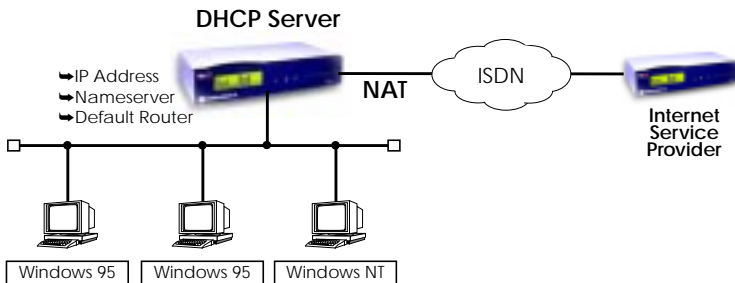 DHCP Server
➥IP Address
➥Nameserver
➥Default Router
NAT
ISDN
Internet
Service
Provider
Windows 95
Windows 95
Windows NT